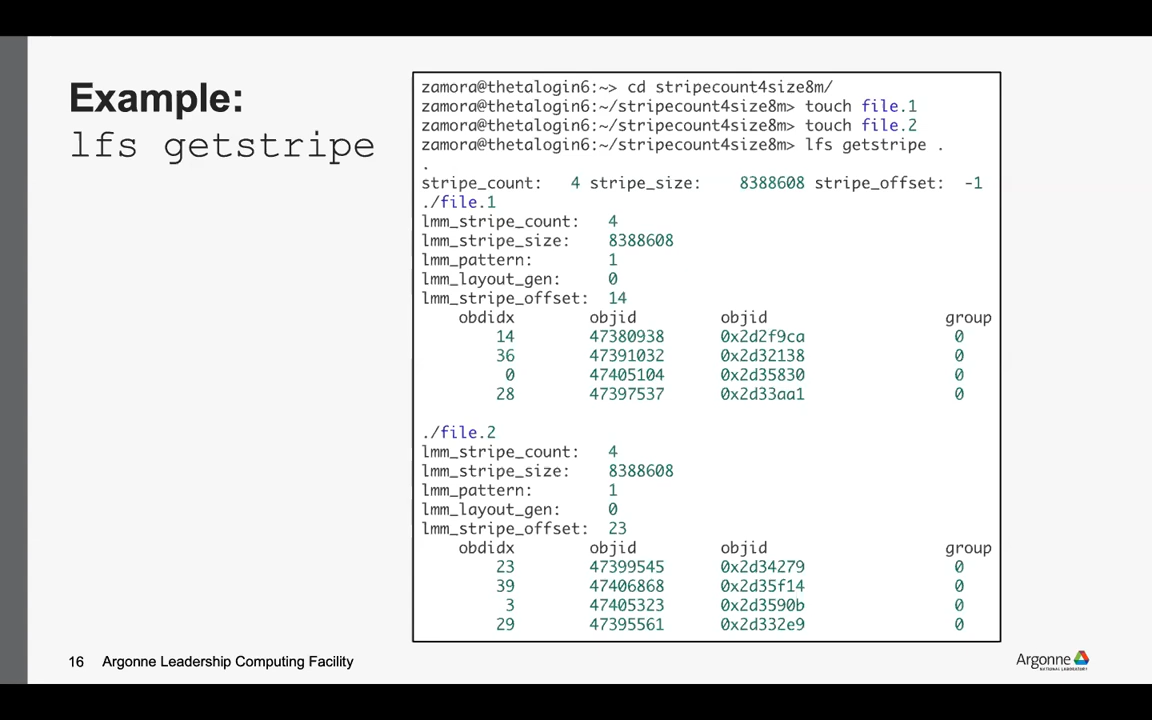 Example:
lfs getstripe
zamora@thetalogin6:~> cd stripecount4size8m/
zamora@thetalogin6:~/stripecount4size8m> touch file.1
zamora@thetalogin6:~/stripecount4size8m> touch file.2
zamora@thetalogin6:~/stripecount4size8m> lfs getstripe .
.
stripe_count:   4 stripe_size:    8388608 stripe_offset:  -1
./file.1
lmm_stripe_count:   4
lmm_stripe_size:    8388608
lmm_pattern:        1
lmm_layout_gen:     0
lmm_stripe_offset:  14
obdidx objid objid group
14 47380938 0x2d2f9ca 0
36 47391032 0x2d32138 0
0 47405104 0x2d35830 0
28 47397537 0x2d33aa1 0
./file.2
lmm_stripe_count:   4
lmm_stripe_size:    8388608
lmm_pattern:        1
lmm_layout_gen:     0
lmm_stripe_offset:  23
obdidx objid objid group
23 47399545 0x2d34279 0
39 47406868 0x2d35f14 0
3 47405323 0x2d3590b 0
29 47395561 0x2d332e9 0
16 Argonne Leadership Computing Facility
Argonne
NATIONAL LABORATORY